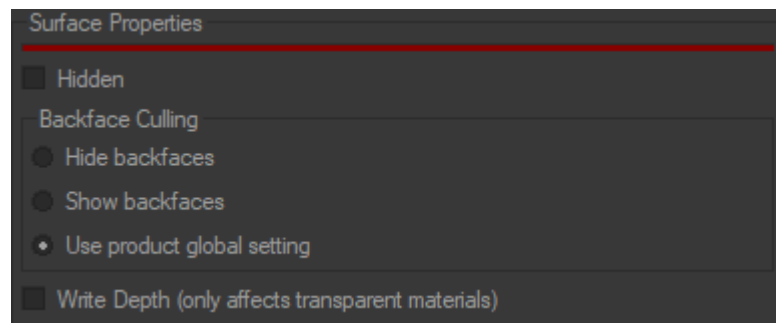 Surface Properties
Hidden
Backface Culling
Hide backfaces
Show backfaces
Use product global setting
Write Depth (only affects transparent materials)